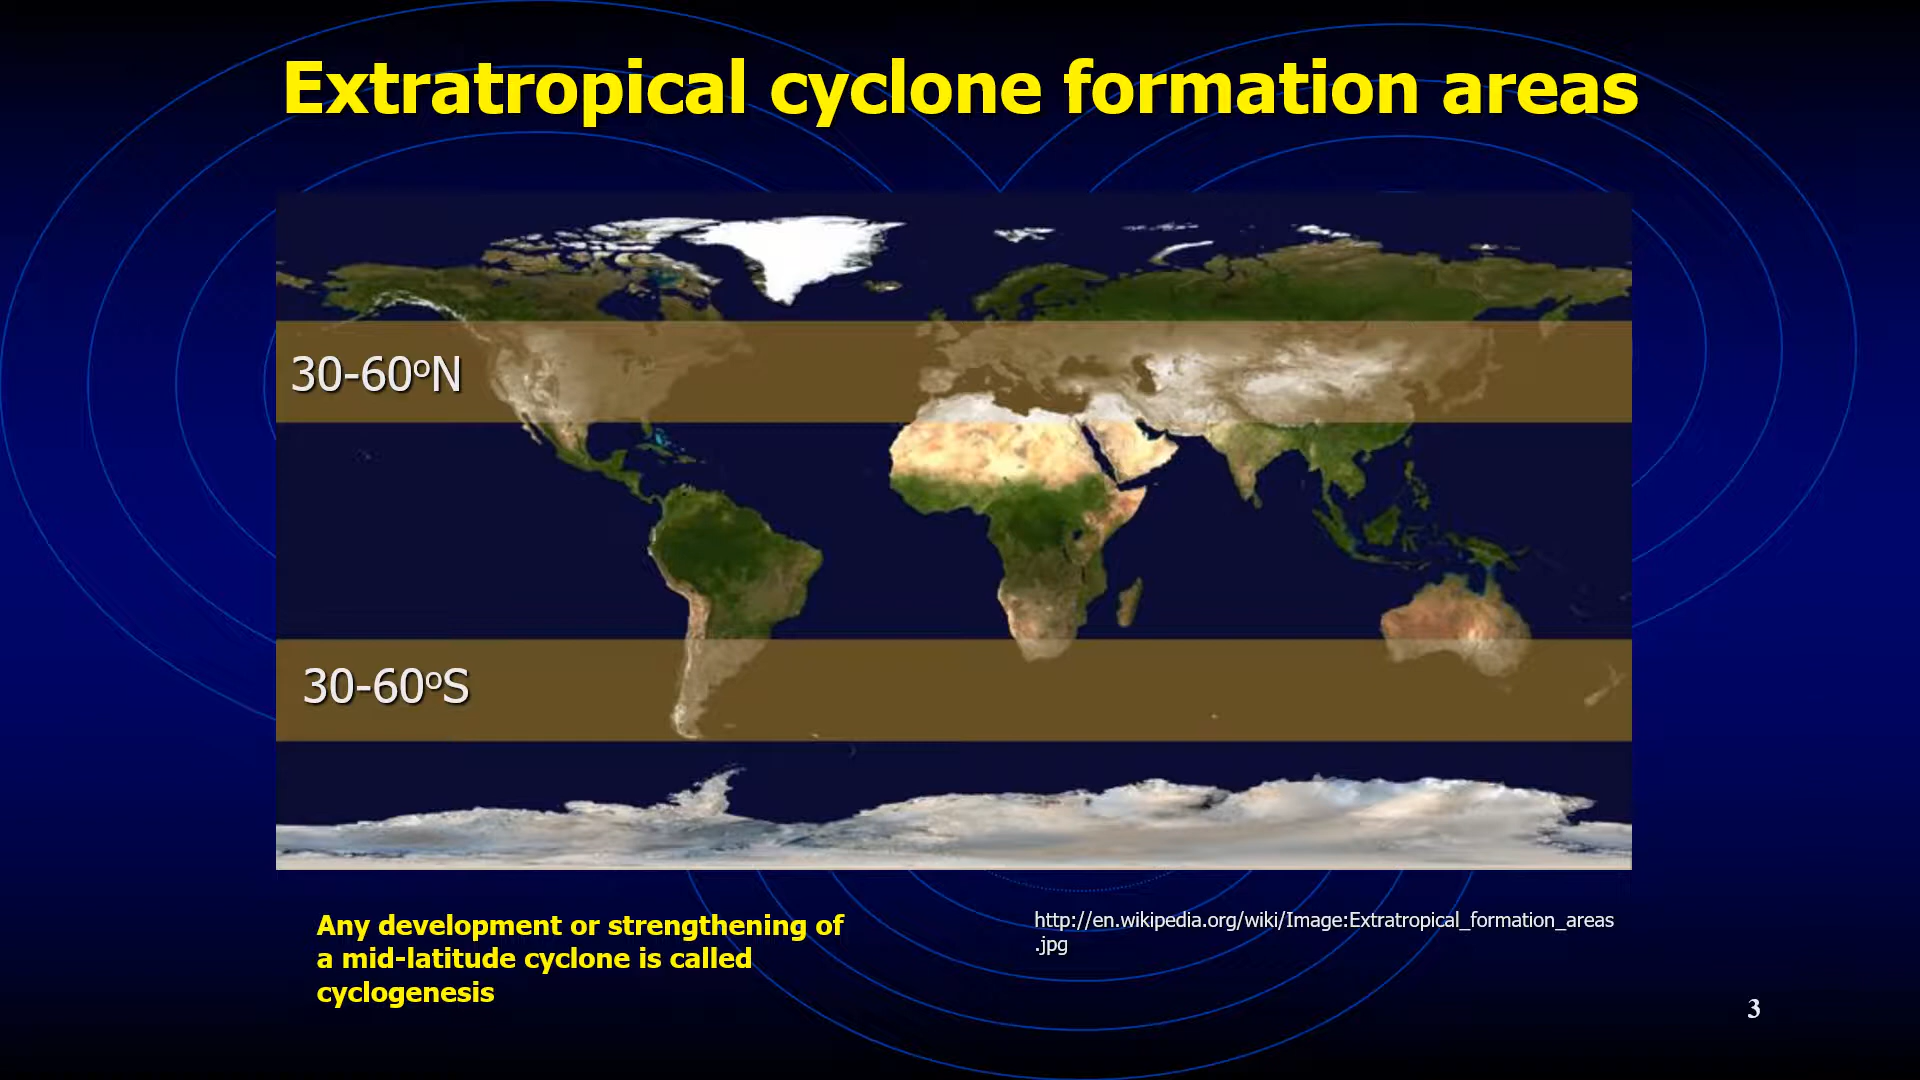 Extratropical cyclone formation areas
30-60ºN
30-60ºS
Any development or strengthening of
a mid-latitude cyclone is called
cyclogenesis
http://en.wikipedia.org/wiki/Image:Extratropical_formation_areas
.jpg
3